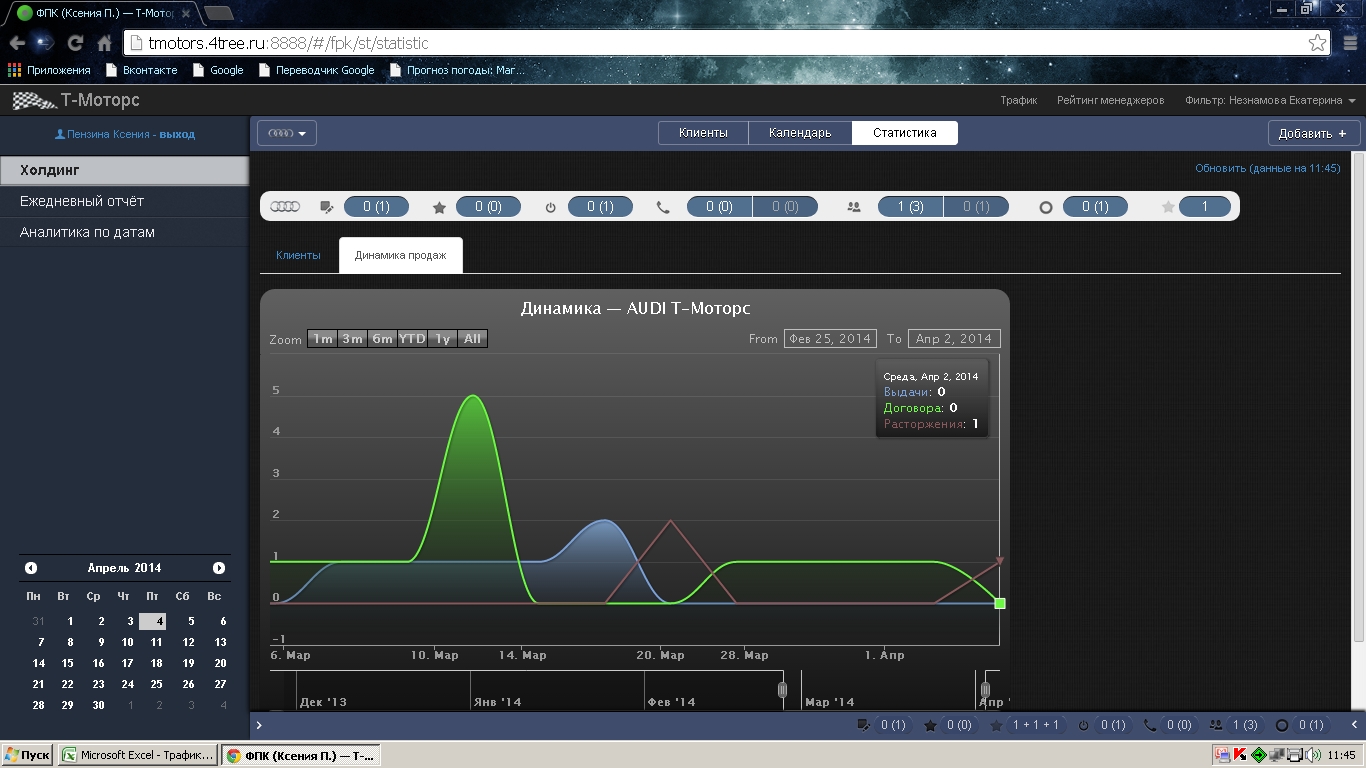 ФПК (Ксения П.) — Т-Мотор
tmotors.4tree.ru:8888/#/fpk/st/statistic
Приложения Вконтакте Google Переводчик Google Прогноз погоды: Маг...
Т-Моторс Трафик Рейтинг менеджеров Фильтр: Незнамова Екатерина
Пензина Ксения - выход Клиенты Календарь Статистика Добавить +
Холдинг Обновить (данные на 11:45)
Ежедневный отчёт 0 (1) 0 (0) 0 (1) 0 (0) 0 (0) 1 (3) 0 (1) 0 (1) 1
Аналитика по датам
Клиенты Динамика продаж
Динамика — AUDI Т-Моторс
Zoom 1m 3m 6m YTD 1y All From Фев 25, 2014 To Апр 2, 2014
Среда, Апр 2, 2014
Выдачи: 0
Договора: 0
Расторжения: 1
5
4
3
2
1
0
-1
6. Мар 10. Мар 14. Мар 20. Мар 28. Мар 1. Апр
Дек '13 Янв '14 Фев '14 Мар '14 Апр '
Апрель 2014
Пн Вт Ср Чт Пт Сб Вс
31 1 2 3 4 5 6
7 8 9 10 11 12 13
14 15 16 17 18 19 20
21 22 23 24 25 26 27
28 29 30 1 2 3 4
0 (1) 0 (0) 1 + 1 + 1 0 (1) 0 (0) 1 (3) 0 (1)
Пуск Microsoft Excel - Трафик... ФПК (Ксения П.) — Т-... 11:45